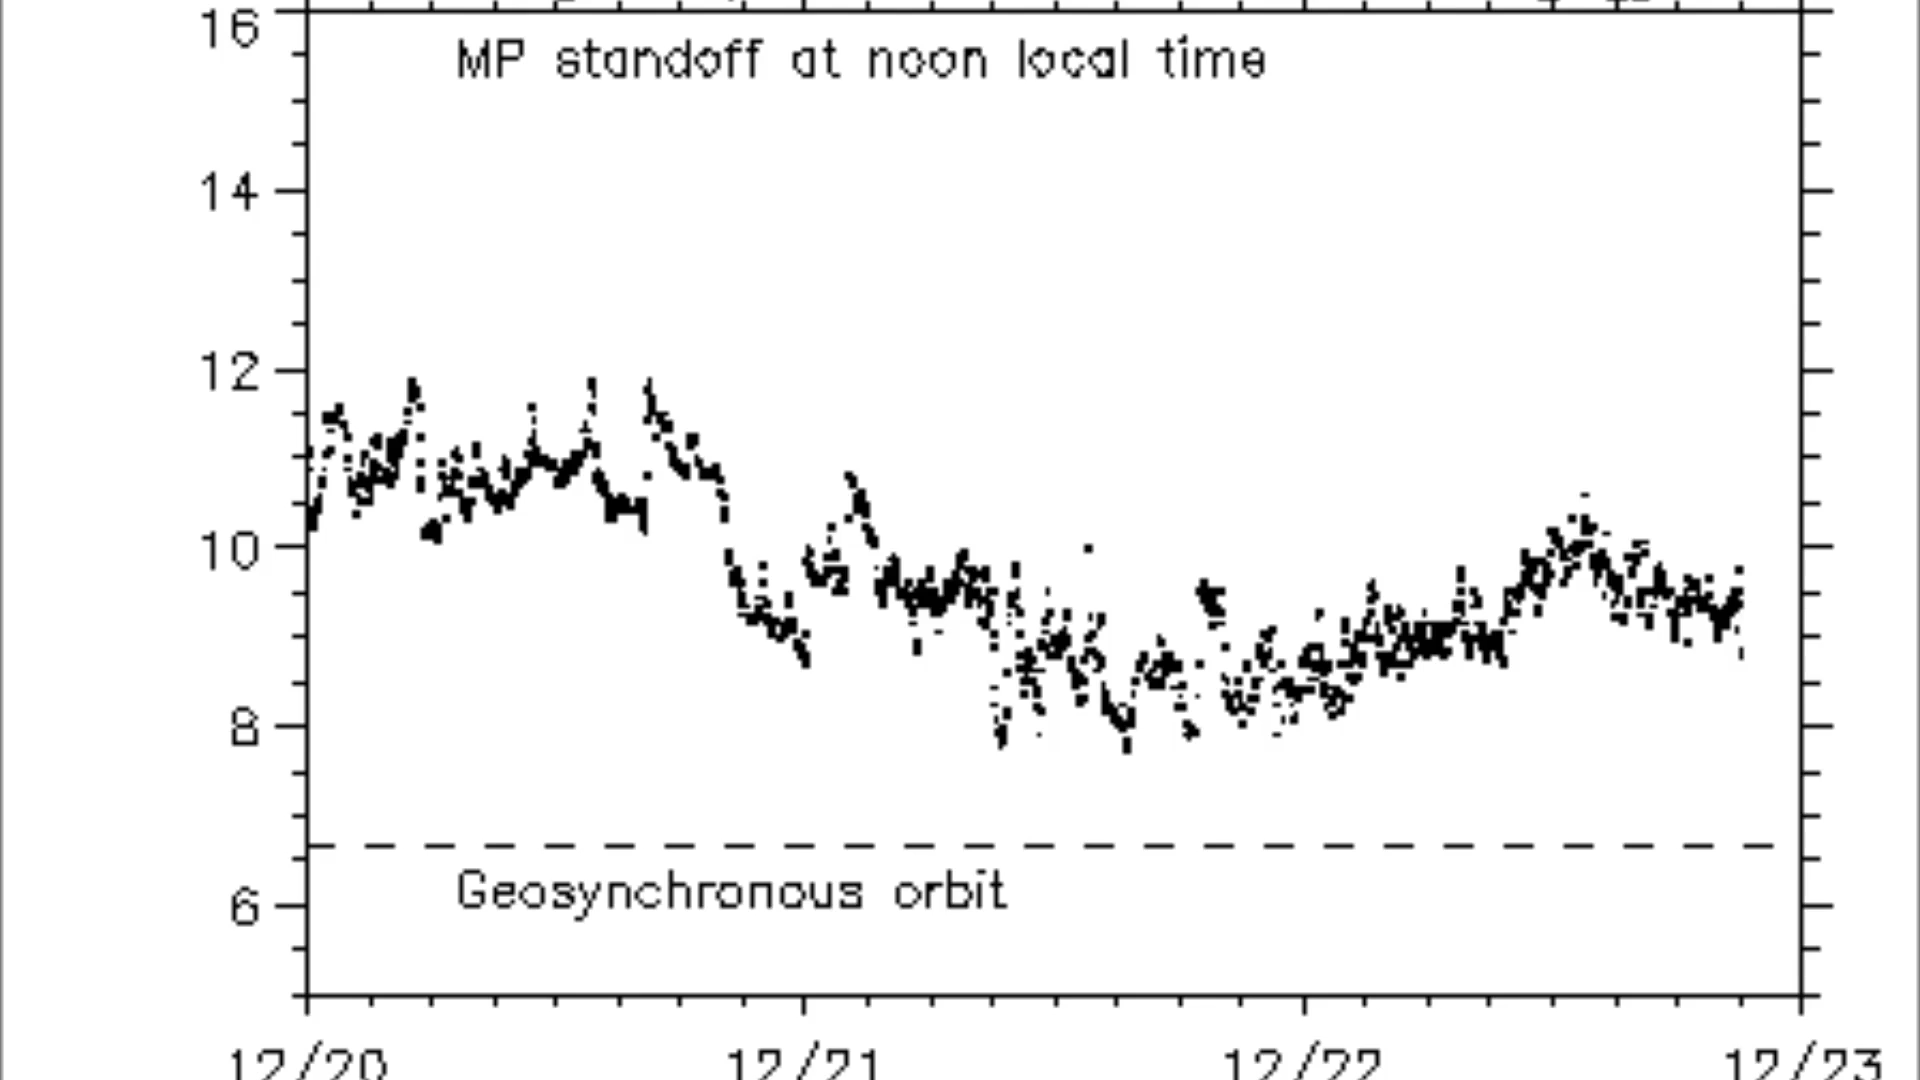 16
MP standoff at noon local time
14
12
10
8
Geosynchronous orbit
6
12/20 12/21 12/22 12/23